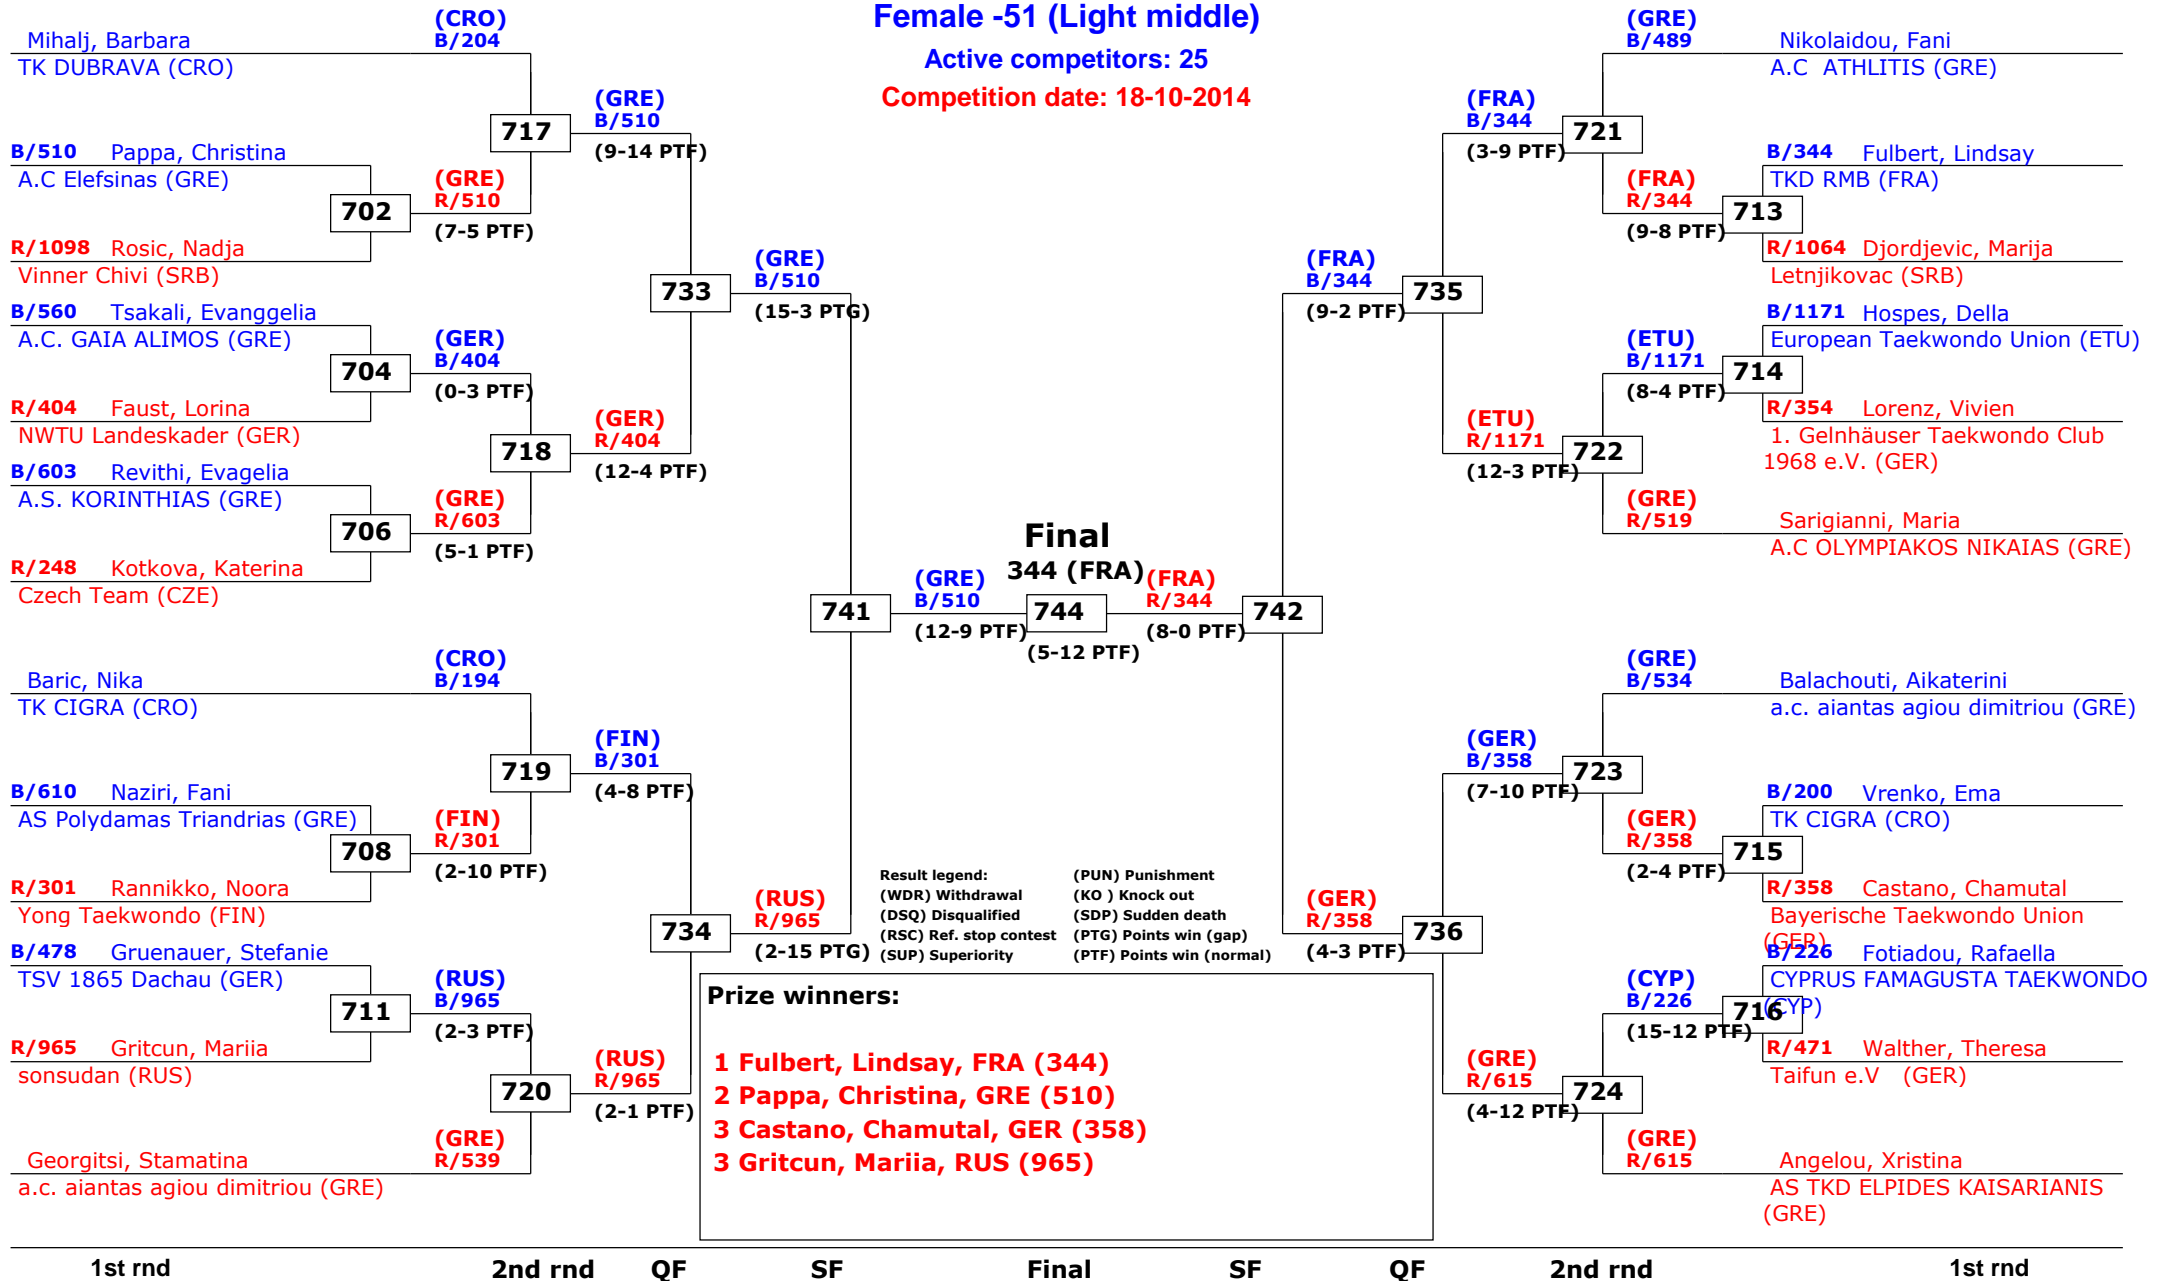 Female -51 (Light middle)
Active competitors: 25
Competition date: 18-10-2014
Mihalj, Barbara
TK DUBRAVA (CRO)
(CRO)
B/204
B/510 Pappa, Christina
A.C Elefsinas (GRE)
R/1098 Rosic, Nadja
Vinner Chivi (SRB)
702
(GRE)
R/510
(7-5 PTF)
717
(GRE)
B/510
(9-14 PTF)
B/560 Tsakali, Evanggelia
A.C. GAIA ALIMOS (GRE)
R/404 Faust, Lorina
NWTU Landeskader (GER)
704
(GER)
B/404
(0-3 PTF)
B/603 Revithi, Evagelia
A.S. KORINTHIAS (GRE)
R/248 Kotkova, Katerina
Czech Team (CZE)
706
(GRE)
R/603
(5-1 PTF)
718
(GER)
R/404
(12-4 PTF)
733
(GRE)
B/510
(15-3 PTG)
Baric, Nika
TK CIGRA (CRO)
(CRO)
B/194
B/610 Naziri, Fani
AS Polydamas Triandrias (GRE)
R/301 Rannikko, Noora
Yong Taekwondo (FIN)
708
(FIN)
R/301
(2-10 PTF)
719
(FIN)
B/301
(4-8 PTF)
B/478 Gruenauer, Stefanie
TSV 1865 Dachau (GER)
R/965 Gritcun, Mariia
sonsudan (RUS)
711
(RUS)
B/965
(2-3 PTF)
Georgitsi, Stamatina
a.c. aiantas agiou dimitriou (GRE)
(GRE)
R/539
720
(RUS)
R/965
(2-1 PTF)
734
(RUS)
R/965
(2-15 PTG)
741
(GRE)
B/510
(12-9 PTF)
Final
344 (FRA)
744
(5-12 PTF)
(FRA)
R/344
(8-0 PTF)
742
(FRA)
B/344
(9-2 PTF)
735
(FRA)
B/344
(3-9 PTF)
721
(GRE)
B/489
Nikolaidou, Fani
A.C ATHLITIS (GRE)
(FRA)
R/344
(9-8 PTF)
713
B/344 Fulbert, Lindsay
TKD RMB (FRA)
R/1064 Djordjevic, Marija
Letnjikovac (SRB)
(ETU)
R/1171
(12-3 PTF)
722
(ETU)
B/1171
(8-4 PTF)
714
B/1171 Hospes, Della
European Taekwondo Union (ETU)
R/354 Lorenz, Vivien
1. Gelnhäuser Taekwondo Club
1968 e.V. (GER)
(GRE)
R/519
Sarigianni, Maria
A.C OLYMPIAKOS NIKAIAS (GRE)
(GER)
R/358
(4-3 PTF)
736
(GER)
B/358
(7-10 PTF)
723
(GRE)
B/534
Balachouti, Aikaterini
a.c. aiantas agiou dimitriou (GRE)
(GER)
R/358
(2-4 PTF)
715
B/200 Vrenko, Ema
TK CIGRA (CRO)
R/358 Castano, Chamutal
Bayerische Taekwondo Union
(GER)
(GRE)
R/615
(4-12 PTF)
724
(CYP)
B/226
(15-12 PTF)
716
B/226 Fotiadou, Rafaella
CYPRUS FAMAGUSTA TAEKWONDO
(CYP)
R/471 Walther, Theresa
Taifun e.V (GER)
(GRE)
R/615
Angelou, Xristina
AS TKD ELPIDES KAISARIANIS
(GRE)
Result legend: (PUN) Punishment
(WDR) Withdrawal (KO ) Knock out
(DSQ) Disqualified (SDP) Sudden death
(RSC) Ref. stop contest (PTG) Points win (gap)
(SUP) Superiority (PTF) Points win (normal)
Prize winners:
1 Fulbert, Lindsay, FRA (344)
2 Pappa, Christina, GRE (510)
3 Castano, Chamutal, GER (358)
3 Gritcun, Mariia, RUS (965)
1st rnd 2nd rnd QF SF Final SF QF 2nd rnd 1st rnd